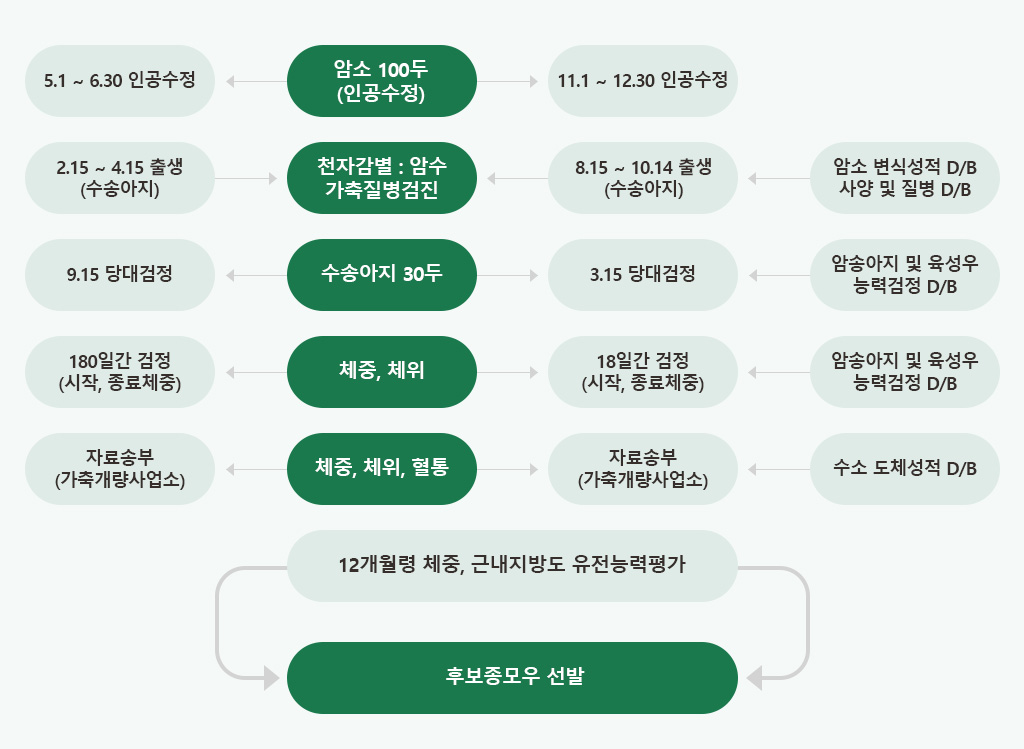 5.1 ~ 6.30 인공수정
암소 100두
(인공수정)
11.1 ~ 12.30 인공수정
2.15 ~ 4.15 출생
(수송아지)
천자감별 : 암수
가축질병검진
8.15 ~ 10.14 출생
(수송아지)
암소 변식성적 D/B
사양 및 질병 D/B
9.15 당대검정
수송아지 30두
3.15 당대검정
암송아지 및 육성우
능력검정 D/B
180일간 검정
(시작, 종료체중)
체중, 체위
18일간 검정
(시작, 종료체중)
암송아지 및 육성우
능력검정 D/B
자료송부
(가축개량사업소)
체중, 체위, 혈통
자료송부
(가축개량사업소)
수소 도체성적 D/B
12개월령 체중, 근내지방도 유전능력평가
후보종모우 선발